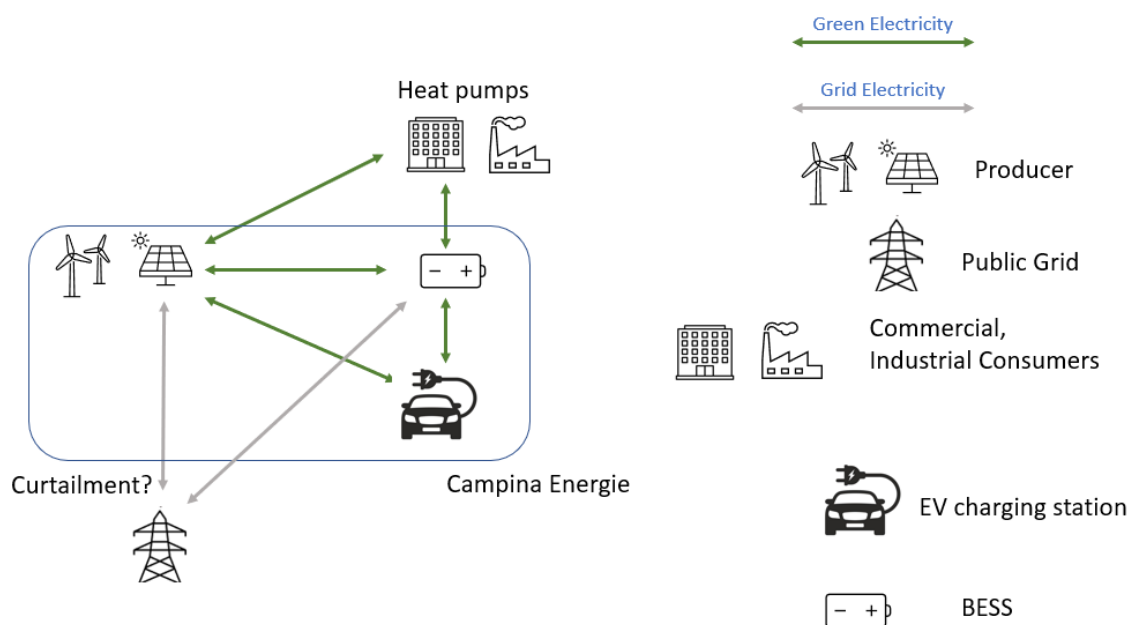 Heat pumps
Curtailment?
Campina Energie
Green Electricity
Grid Electricity
Producer
Public Grid
Commercial,
Industrial Consumers
EV charging station
BESS